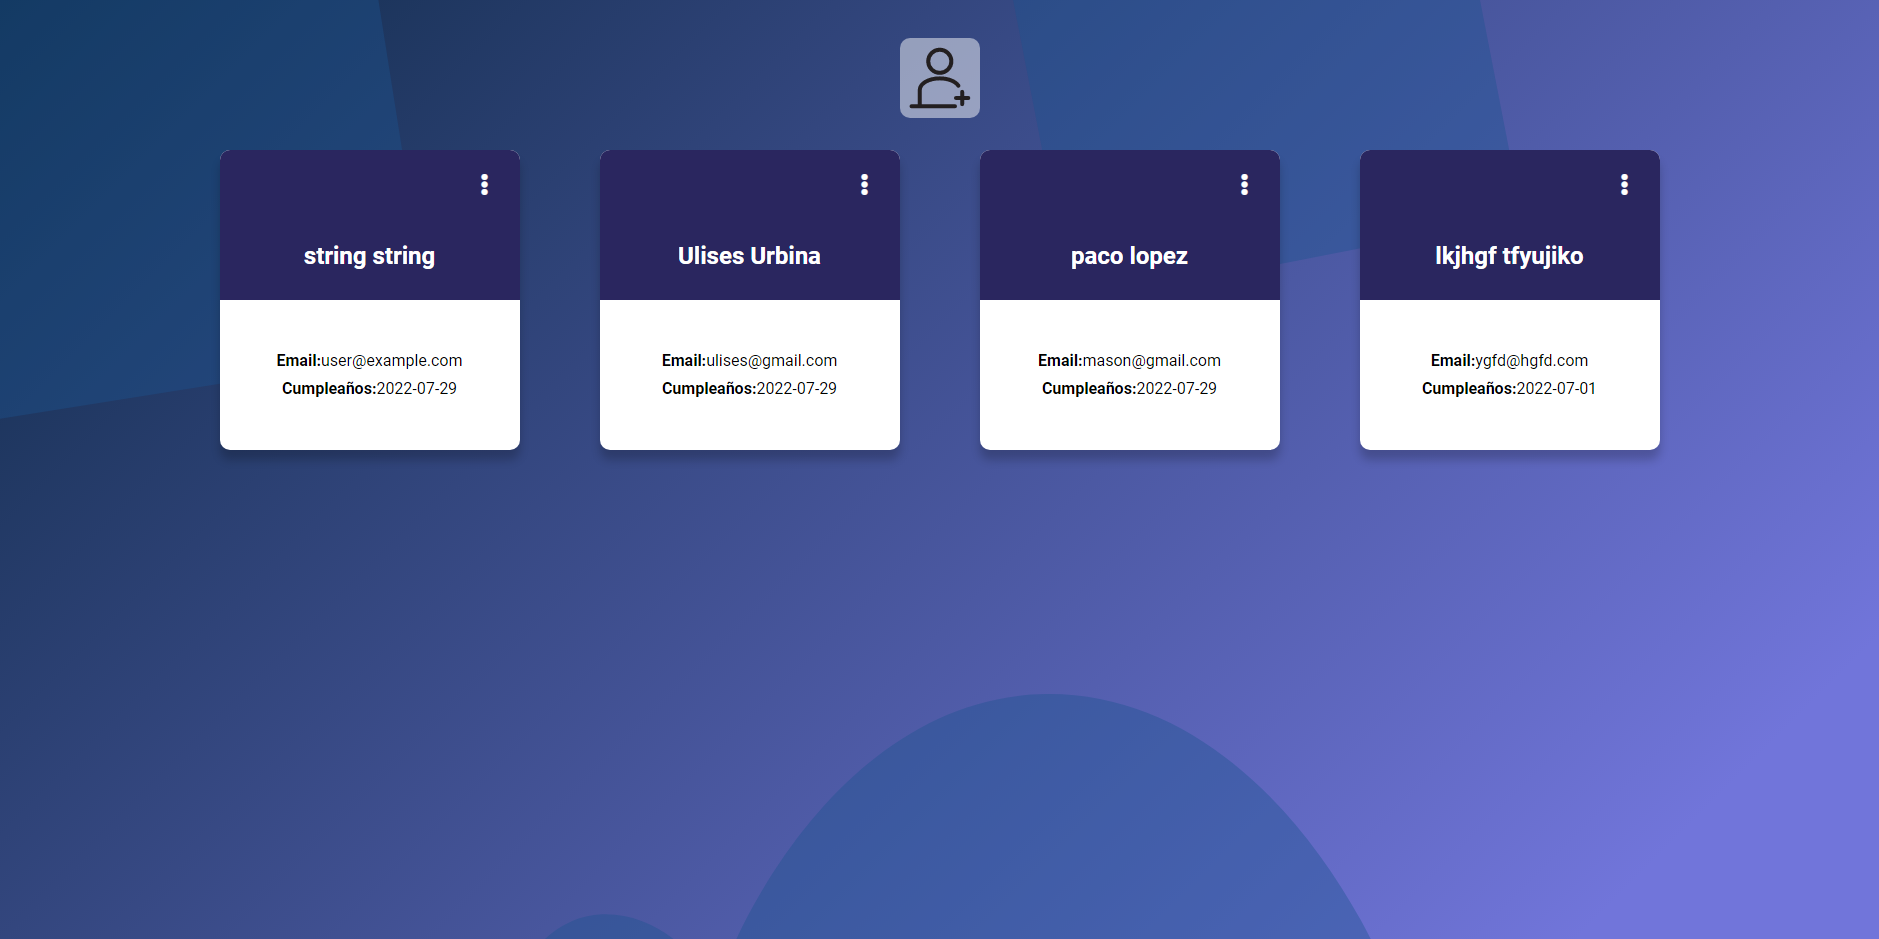 string string
Email:user@example.com
Cumpleaños:2022-07-29
Ulises Urbina
Email:ulises@gmail.com
Cumpleaños:2022-07-29
paco lopez
Email:mason@gmail.com
Cumpleaños:2022-07-29
lkjhgf tfyujiko
Email:ygfd@hgfd.com
Cumpleaños:2022-07-01